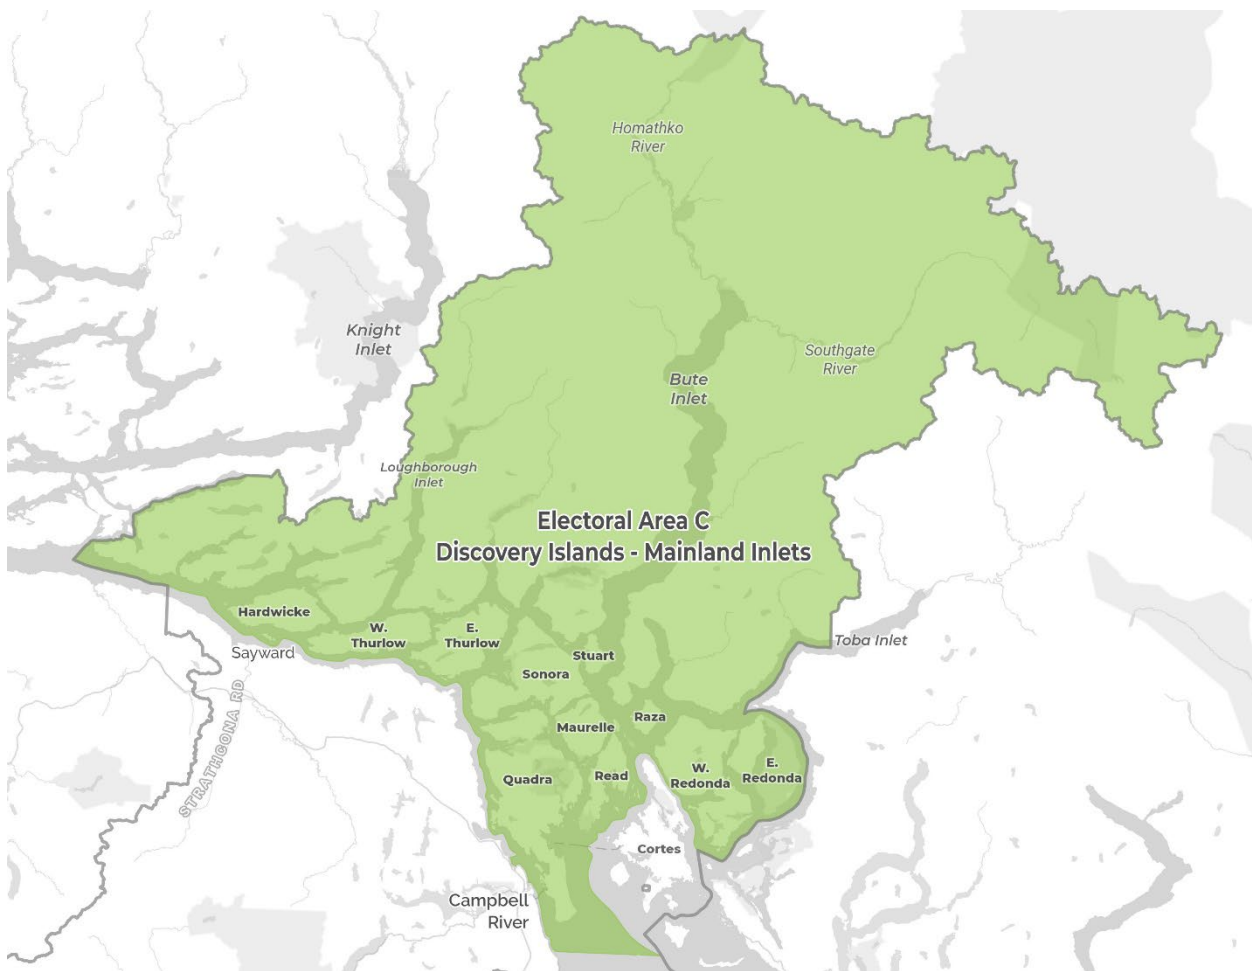 Homathko
River
Knight
Inlet
Southgate
River
Bute
Inlet
Loughborough
Inlet
Electoral Area C
Discovery Islands - Mainland Inlets
Hardwicke
W.
Thurlow
E.
Thurlow
Toba Inlet
Sayward
Stuart
Sonora
STRATHCONA RD
Raza
Maurelle
Quadra
Read
W.
Redonda
E.
Redonda
Cortes
Campbell
River